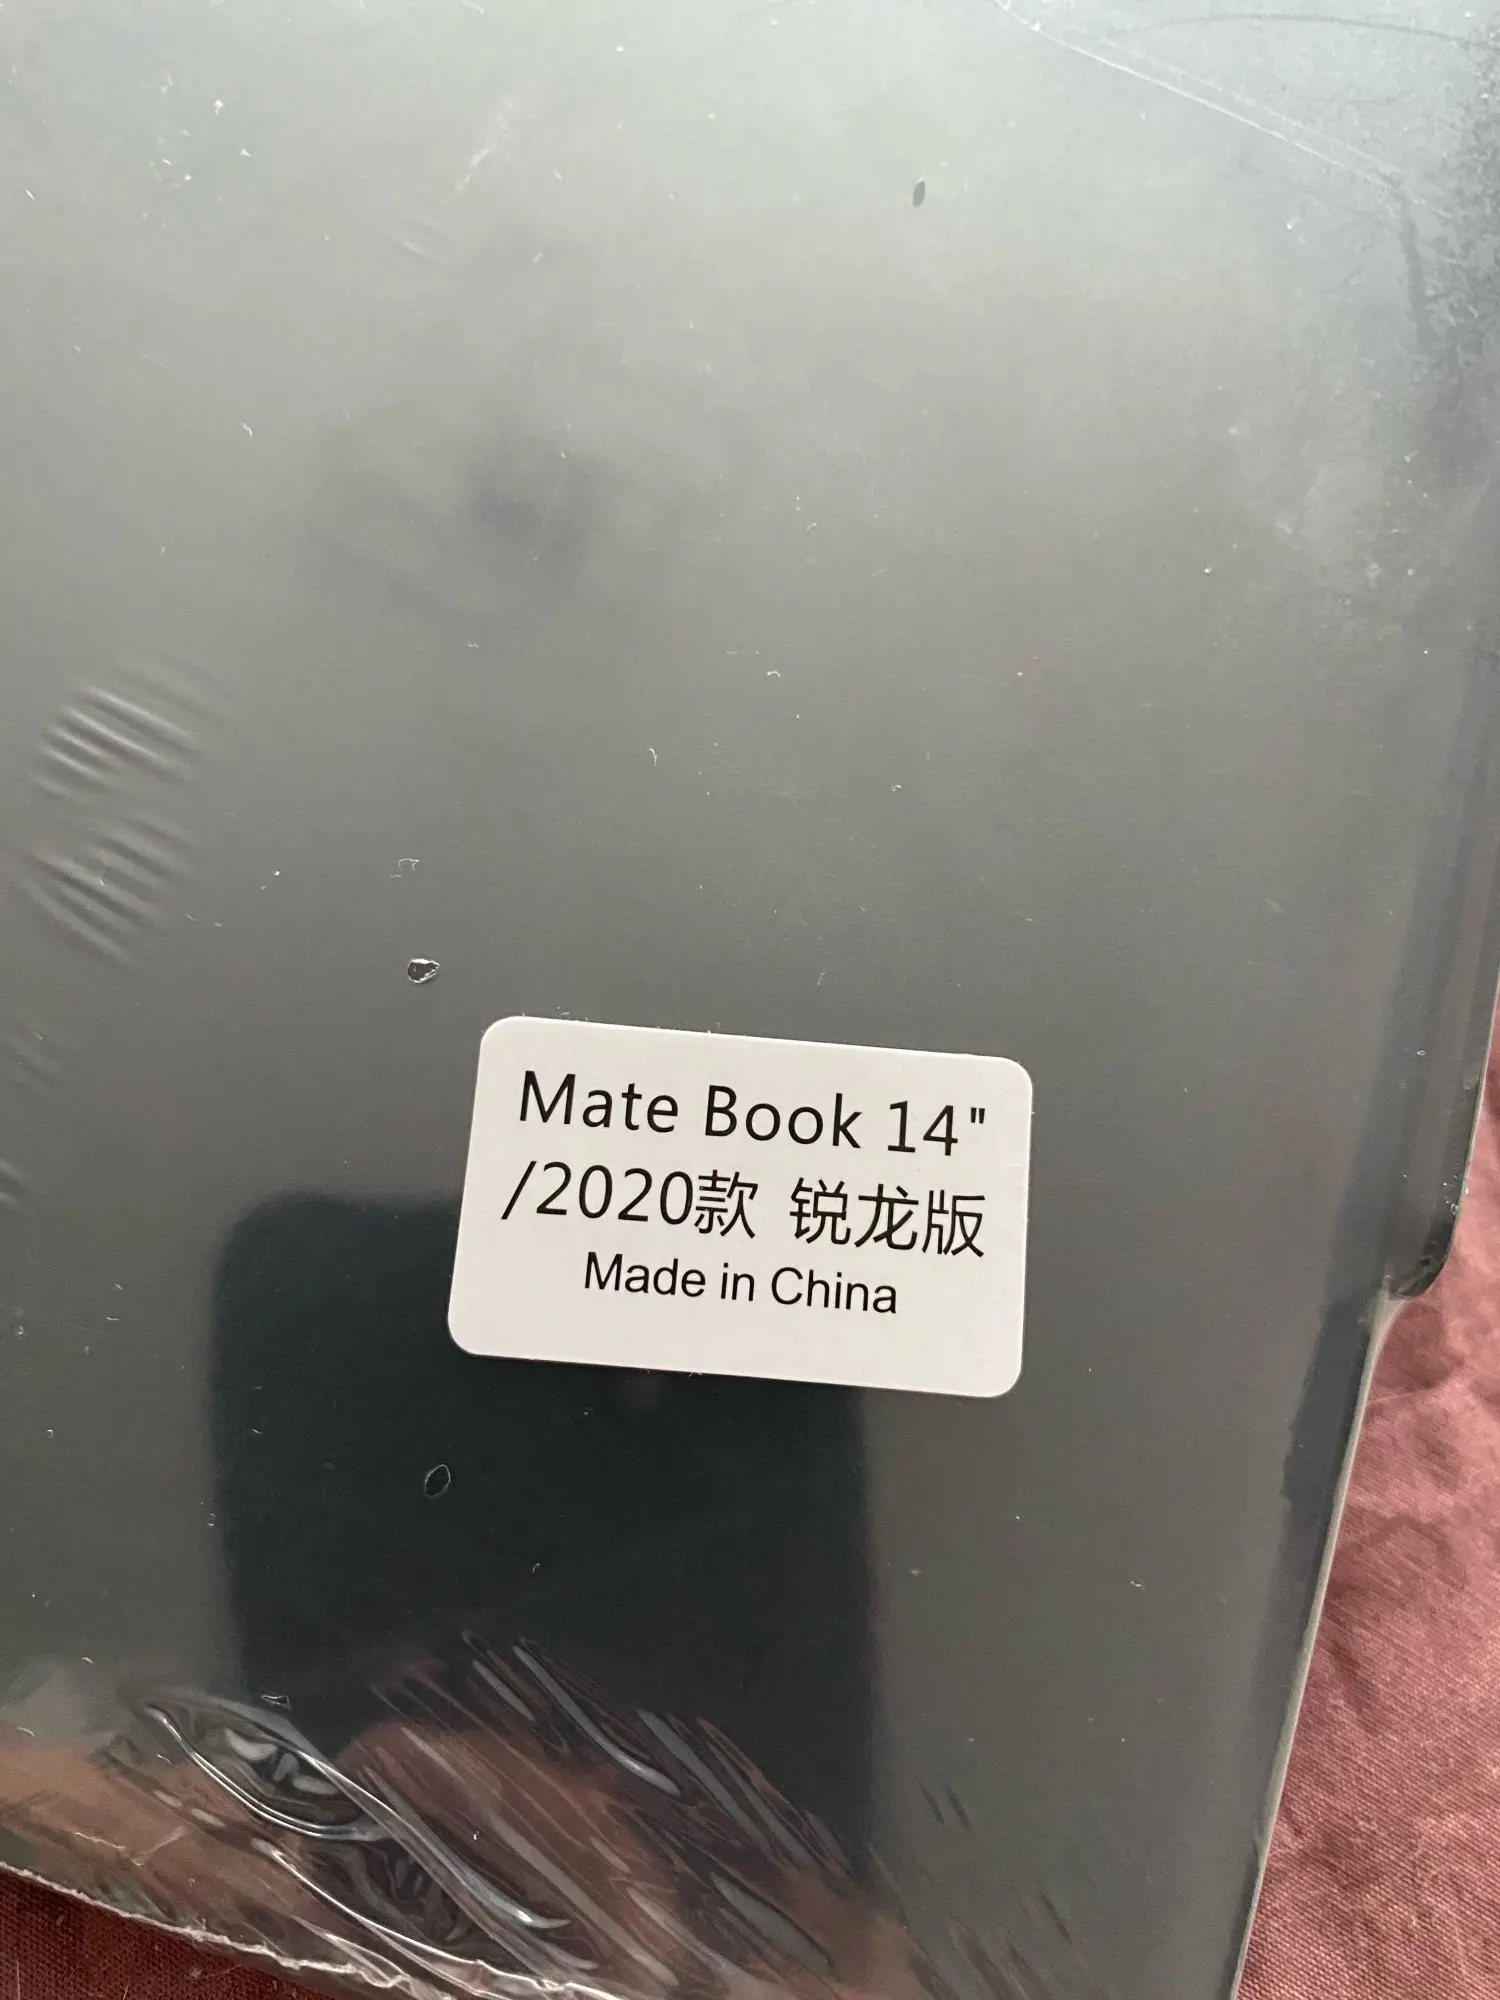 Mate Book 14"
/2020款 锐龙版
Made in China